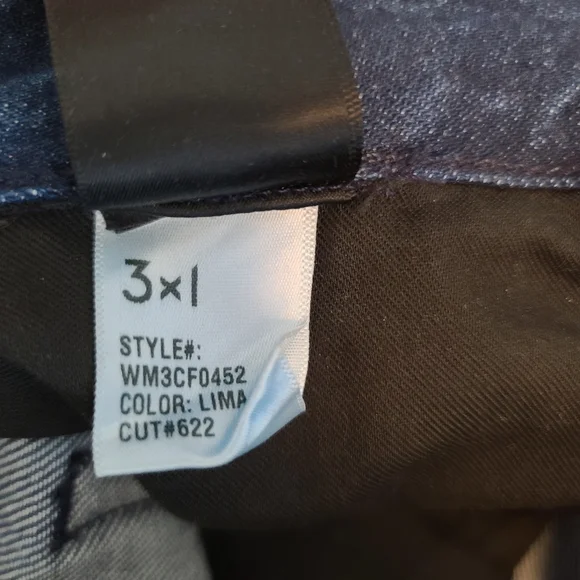 3x1
STYLE#:
WM3CF0452
COLOR: LIMA
CUT#622